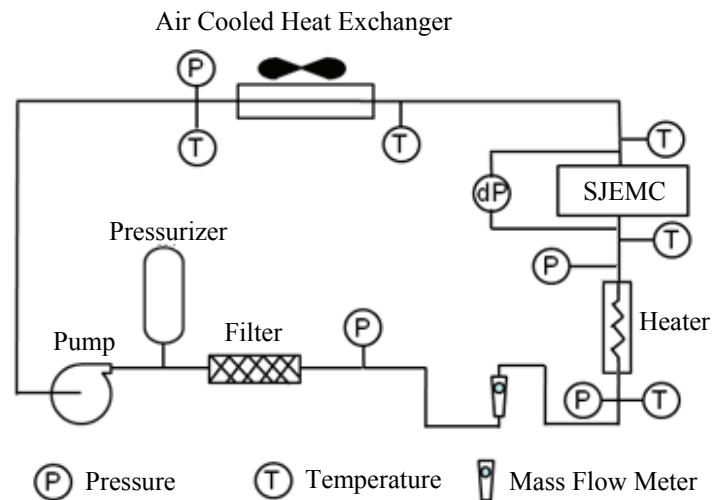 Air Cooled Heat Exchanger
P
T
T
T
dP
SJEMC
T
P
Pressurizer
Heater
Pump
Filter
P
P
T
P Pressure
T Temperature
Mass Flow Meter